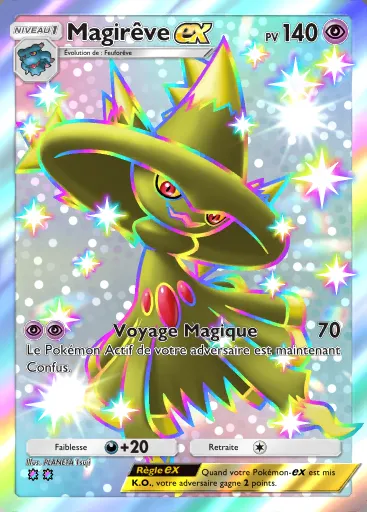 NIVEAU 1
Magirêve ex
PV 140
Évolution de : Feuforêve
Voyage Magique 70
Le Pokémon Actif de votre adversaire est maintenant
Confus.
Faiblesse +20 Retraite
Illus. PLANETA Tsuji
Règle ex Quand votre Pokémon-ex est mis
K.O., votre adversaire gagne 2 points.